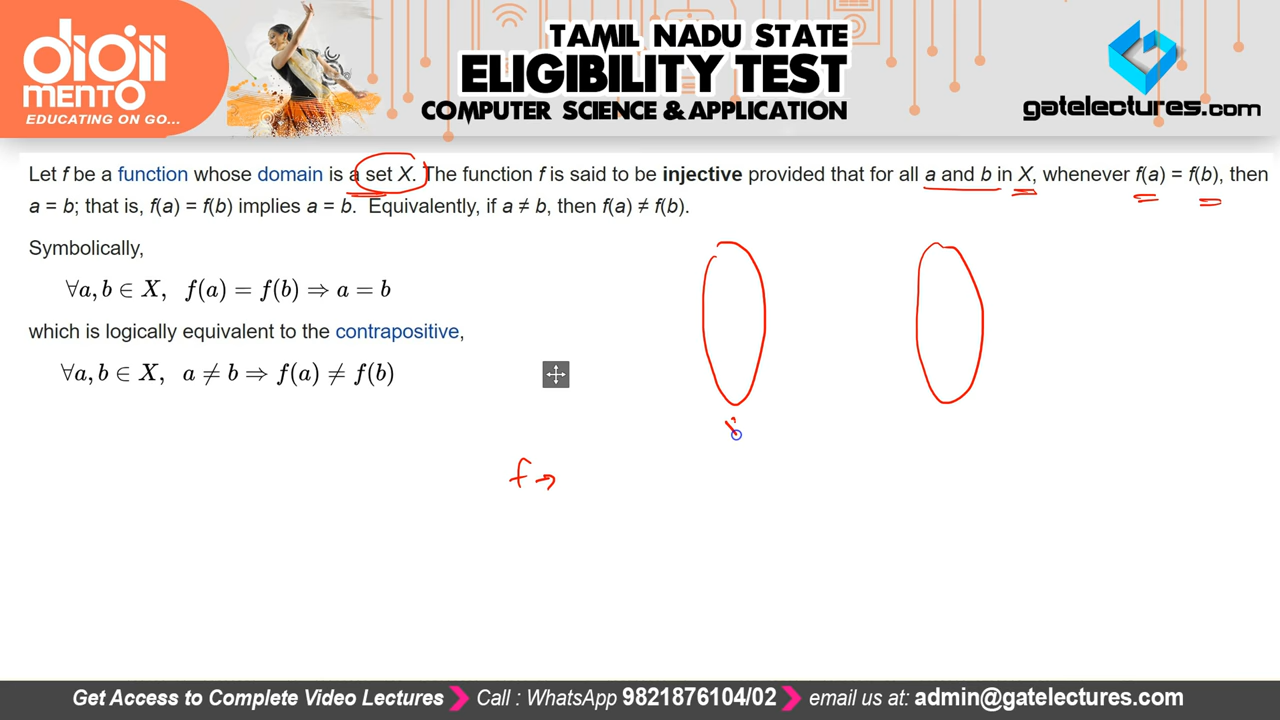 digii
mento
EDUCATING ON GO...
TAMIL NADU STATE
ELIGIBILITY TEST
COMPUTER SCIENCE & APPLICATION
gatelectures.com
Let f be a function whose domain is a set X. The function f is said to be injective provided that for all a and b in X, whenever f(a) = f(b), then
a = b; that is, f(a) = f(b) implies a = b. Equivalently, if a ≠ b, then f(a) ≠ f(b).
Symbolically,
∀a, b ∈ X, f(a) = f(b) ⇒ a = b
which is logically equivalent to the contrapositive,
∀a, b ∈ X, a ≠ b ⇒ f(a) ≠ f(b)
f →
Get Access to Complete Video Lectures Call : WhatsApp 9821876104/02 email us at: admin@gatelectures.com